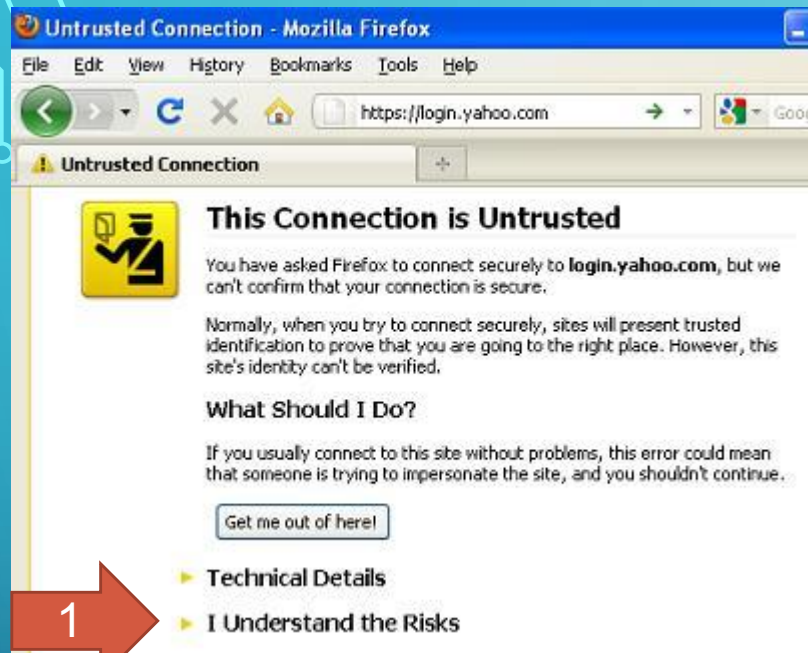 Untrusted Connection - Mozilla Firefox
File Edit View History Bookmarks Tools Help
https://login.yahoo.com
Untrusted Connection
This Connection is Untrusted
You have asked Firefox to connect securely to login.yahoo.com, but we
can't confirm that your connection is secure.
Normally, when you try to connect securely, sites will present trusted
identification to prove that you are going to the right place. However, this
site's identity can't be verified.
What Should I Do?
If you usually connect to this site without problems, this error could mean
that someone is trying to impersonate the site, and you shouldn't continue.
Get me out of here!
Technical Details
1
I Understand the Risks